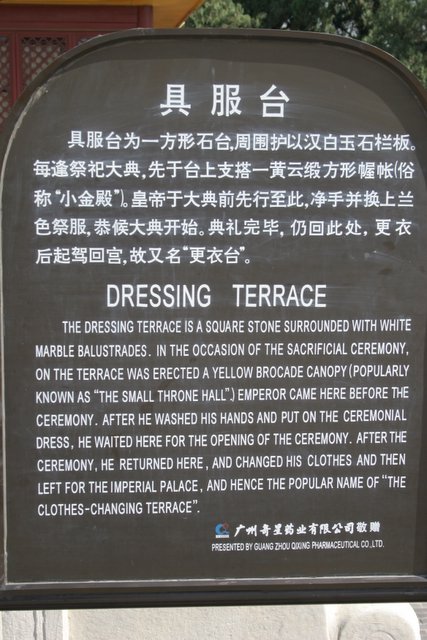 具服台
具服台为一方形石台,周围护以汉白玉石栏板。
每逢祭祀大典,先于台上支搭一黄云缎方形幄帐(俗
称“小金殿”)。皇帝于大典前先行至此,净手并换上兰
色祭服,恭候大典开始。典礼完毕,仍回此处,更衣
后起驾回宫,故又名“更衣台”。
DRESSING TERRACE
THE DRESSING TERRACE IS A SQUARE STONE SURROUNDED WITH WHITE
MARBLE BALUSTRADES. IN THE OCCASION OF THE SACRIFICIAL CEREMONY,
ON THE TERRACE WAS ERECTED A YELLOW BROCADE CANOPY (POPULARLY
KNOWN AS “THE SMALL THRONE HALL”.) EMPEROR CAME HERE BEFORE THE
CEREMONY. AFTER HE WASHED HIS HANDS AND PUT ON THE CEREMONIAL
DRESS, HE WAITED HERE FOR THE OPENING OF THE CEREMONY. AFTER THE
CEREMONY, HE RETURNED HERE, AND CHANGED HIS CLOTHES AND THEN
LEFT FOR THE IMPERIAL PALACE, AND HENCE THE POPULAR NAME OF “THE
CLOTHES-CHANGING TERRACE”.
广州奇星药业有限公司敬赠
PRESENTED BY GUANG ZHOU QIXING PHARMACEUTICAL CO.,LTD.